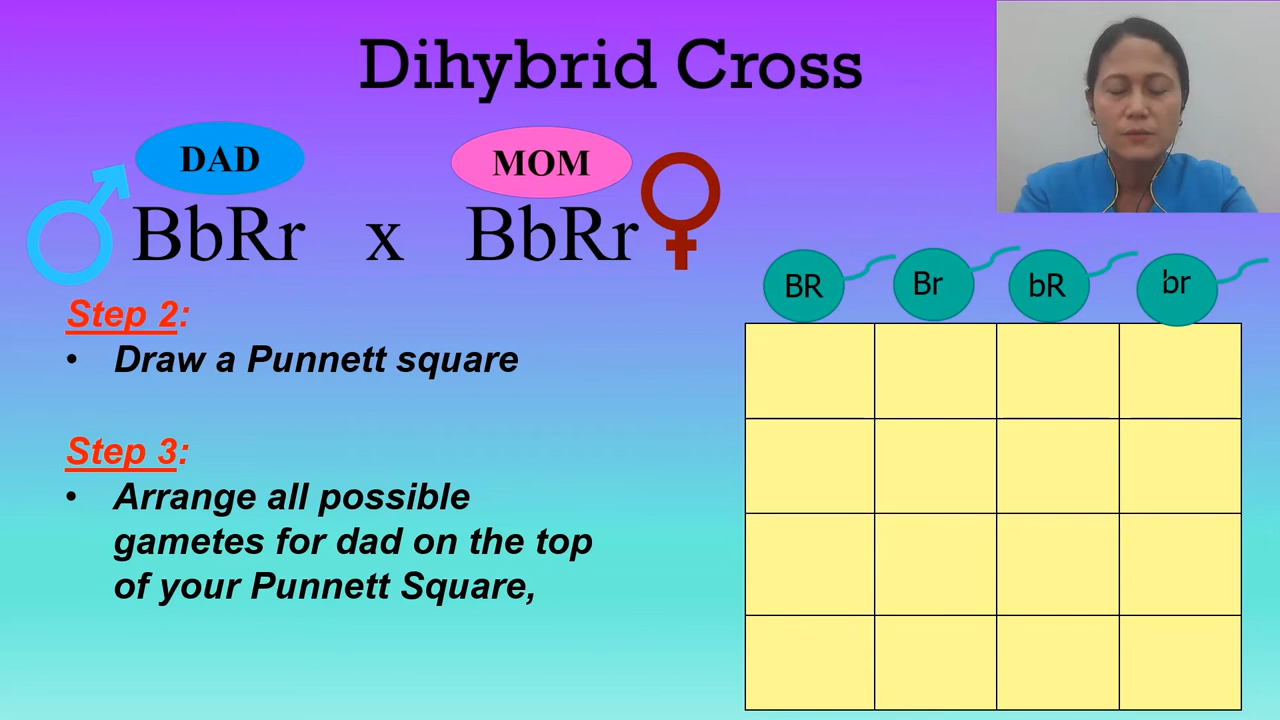 Dihybrid Cross
DAD
MOM
BbRr x BbRr
Step 2:
• Draw a Punnett square
Step 3:
• Arrange all possible
gametes for dad on the top
of your Punnett Square,
BR Br bR br